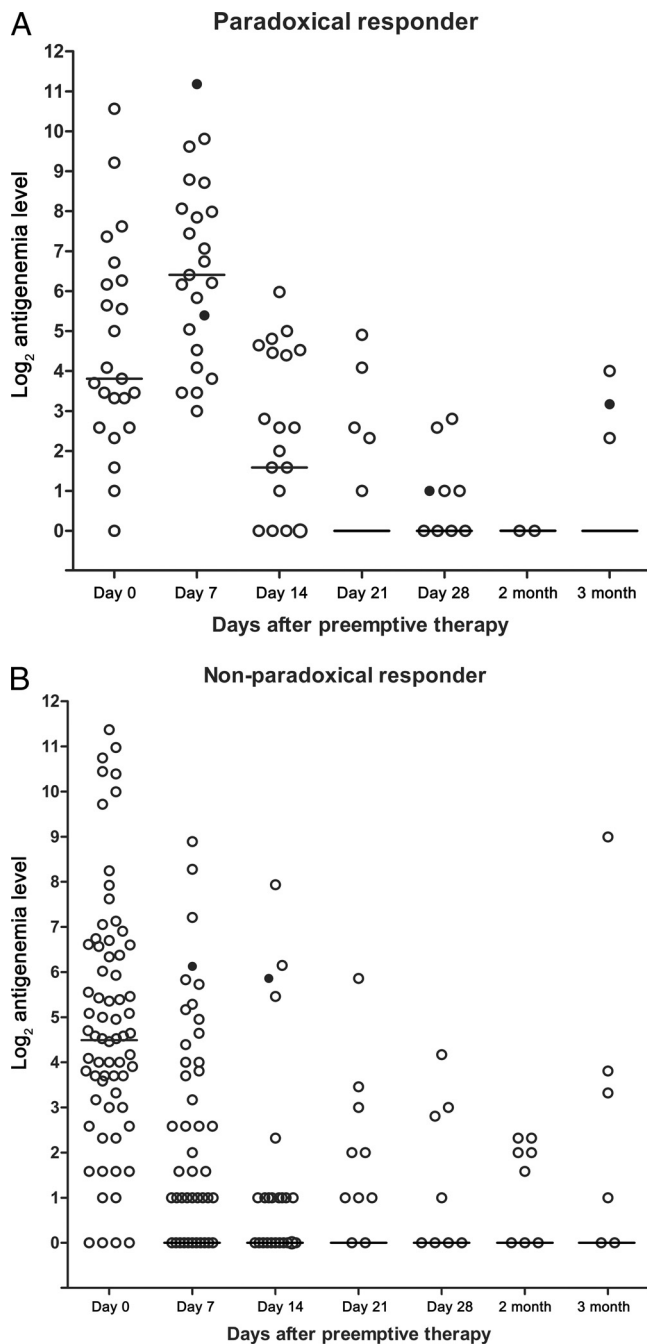 A
Paradoxical responder
Log2 antigenemia level
12
11
10
9
8
7
6
5
4
3
2
1
0
Day 0 Day 7 Day 14 Day 21 Day 28 2 month 3 month
Days after preemptive therapy
B
Non-paradoxical responder
Log2 antigenemia level
12
11
10
9
8
7
6
5
4
3
2
1
0
Day 0 Day 7 Day 14 Day 21 Day 28 2 month 3 month
Days after preemptive therapy